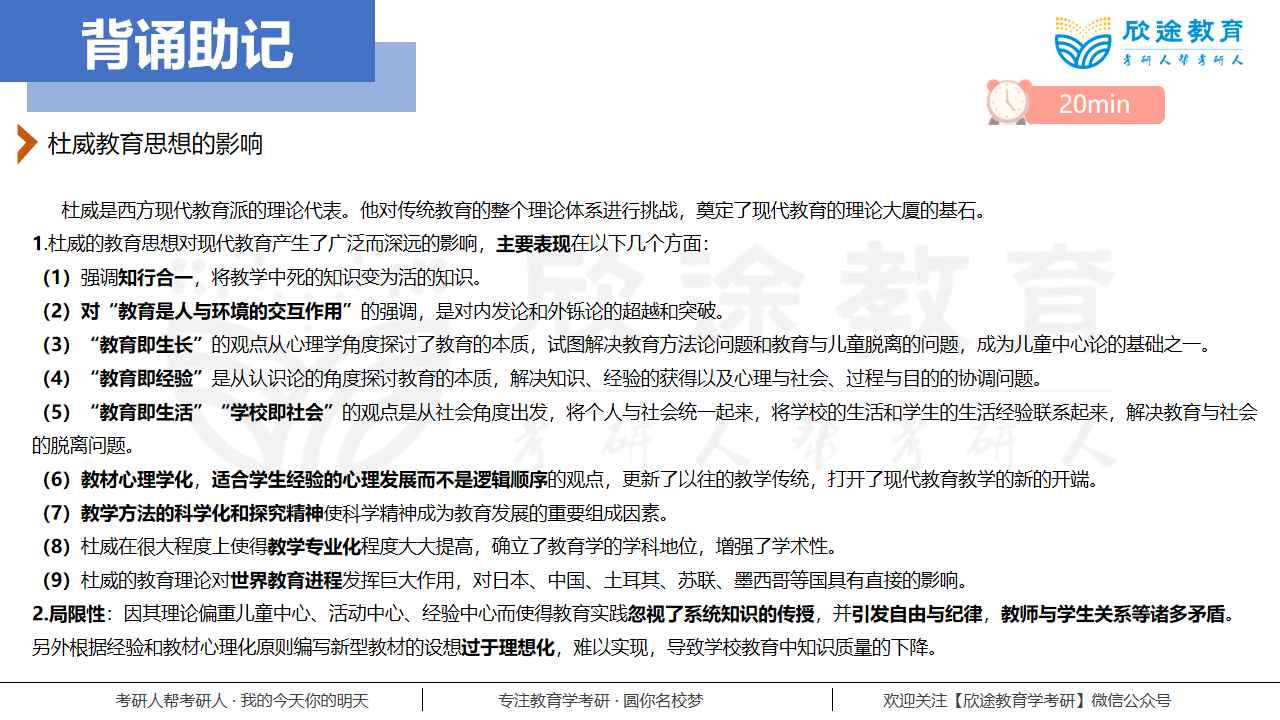 背诵助记
欣途教育
考研人帮考研人
20min
杜威教育思想的影响
杜威是西方现代教育派的理论代表。他对传统教育的整个理论体系进行挑战，奠定了现代教育的理论大厦的基石。
1.杜威的教育思想对现代教育产生了广泛而深远的影响，主要表现在以下几个方面：
（1）强调知行合一，将教学中死的知识变为活的知识。
（2）对“教育是人与环境的交互作用”的强调，是对内发论和外铄论的超越和突破。
（3）“教育即生长”的观点从心理学角度探讨了教育的本质，试图解决教育方法论问题和教育与儿童脱离的问题，成为儿童中心论的基础之一。
（4）“教育即经验”是从认识论的角度探讨教育的本质，解决知识、经验的获得以及心理与社会、过程与目的的协调问题。
（5）“教育即生活”“学校即社会”的观点是从社会角度出发，将个人与社会统一起来，将学校的生活和学生的生活经验联系起来，解决教育与社会
的脱离问题。
（6）教材心理学化，适合学生经验的心理发展而不是逻辑顺序的观点，更新了以往的教学传统，打开了现代教育教学的新的开端。
（7）教学方法的科学化和探究精神使科学精神成为教育发展的重要组成因素。
（8）杜威在很大程度上使得教学专业化程度大大提高，确立了教育学的学科地位，增强了学术性。
（9）杜威的教育理论对世界教育进程发挥巨大作用，对日本、中国、土耳其、苏联、墨西哥等国具有直接的影响。
2.局限性：因其理论偏重儿童中心、活动中心、经验中心而使得教育实践忽视了系统知识的传授，并引发自由与纪律，教师与学生关系等诸多矛盾。
另外根据经验和教材心理化原则编写新型教材的设想过于理想化，难以实现，导致学校教育中知识质量的下降。
欣途教育
考研人帮考研人
考研人帮考研人 · 我的今天你的明天
专注教育学考研 · 圆你名校梦
欢迎关注【欣途教育学考研】微信公众号